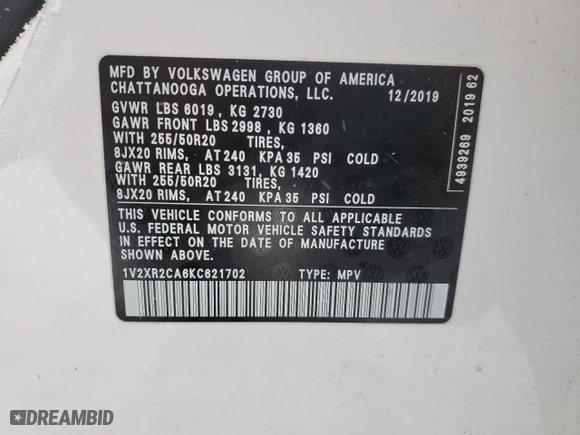 MFD BY VOLKSWAGEN GROUP OF AMERICA
CHATTANOOGA OPERATIONS, LLC. 12/2019
GVWR LBS 6019, KG 2730
GAWR FRONT LBS 2998, KG 1360
WITH 255/50R20 TIRES,
8JX20 RIMS, AT 240 KPA 35 PSI COLD
GAWR REAR LBS 3131, KG 1420
WITH 255/50R20 TIRES,
8JX20 RIMS, AT 240 KPA 35 PSI COLD
THIS VEHICLE CONFORMS TO ALL APPLICABLE
U.S. FEDERAL MOTOR VEHICLE SAFETY STANDARDS
IN EFFECT ON THE DATE OF MANUFACTURE
SHOWN ABOVE.
1V2XR2CA6KC621702 TYPE: MPV
4939269 2019 62
DREAMBID